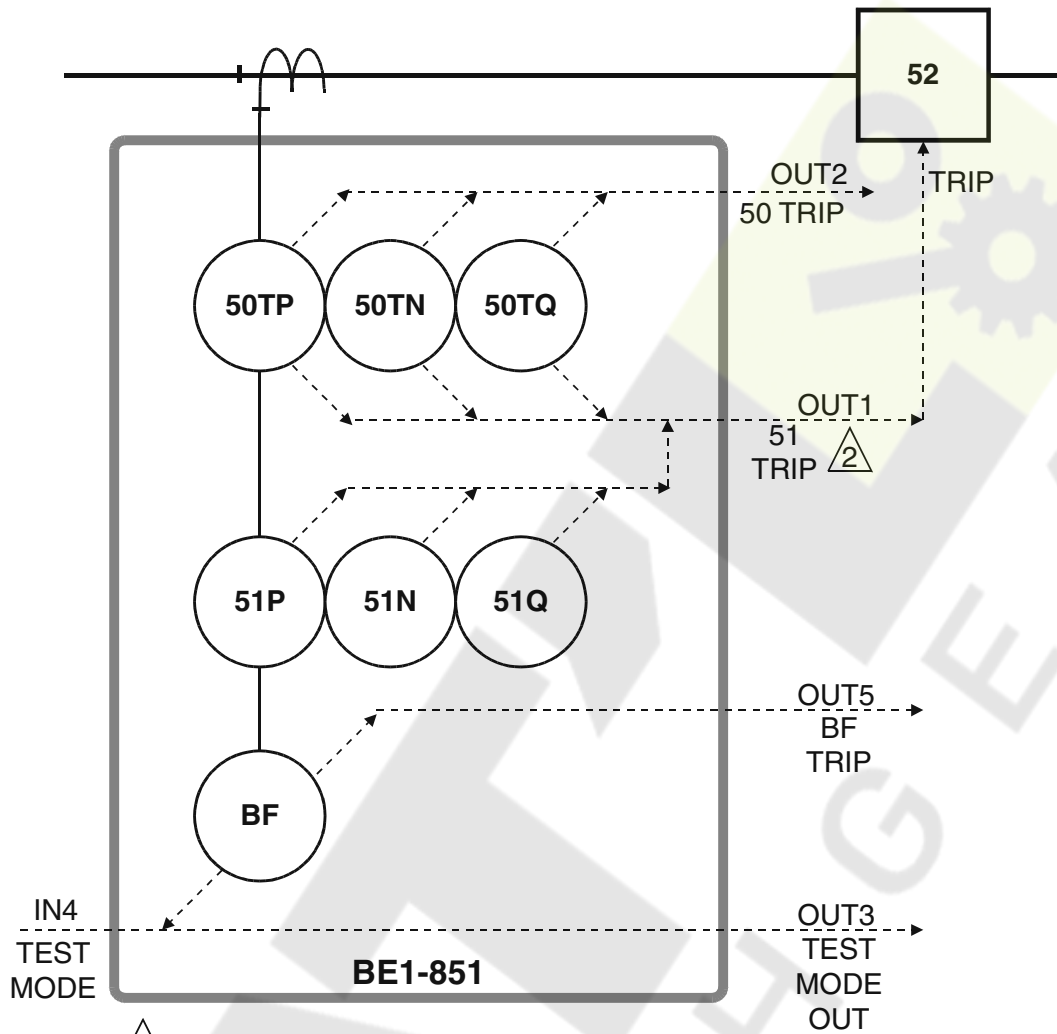 52
OUT2
TRIP
50 TRIP
50TP
50TN
50TQ
OUT1
51
TRIP
2
51P
51N
51Q
OUT5
BF
TRIP
BF
IN4
OUT3
TEST
MODE
TEST
MODE
OUT
BE1-851